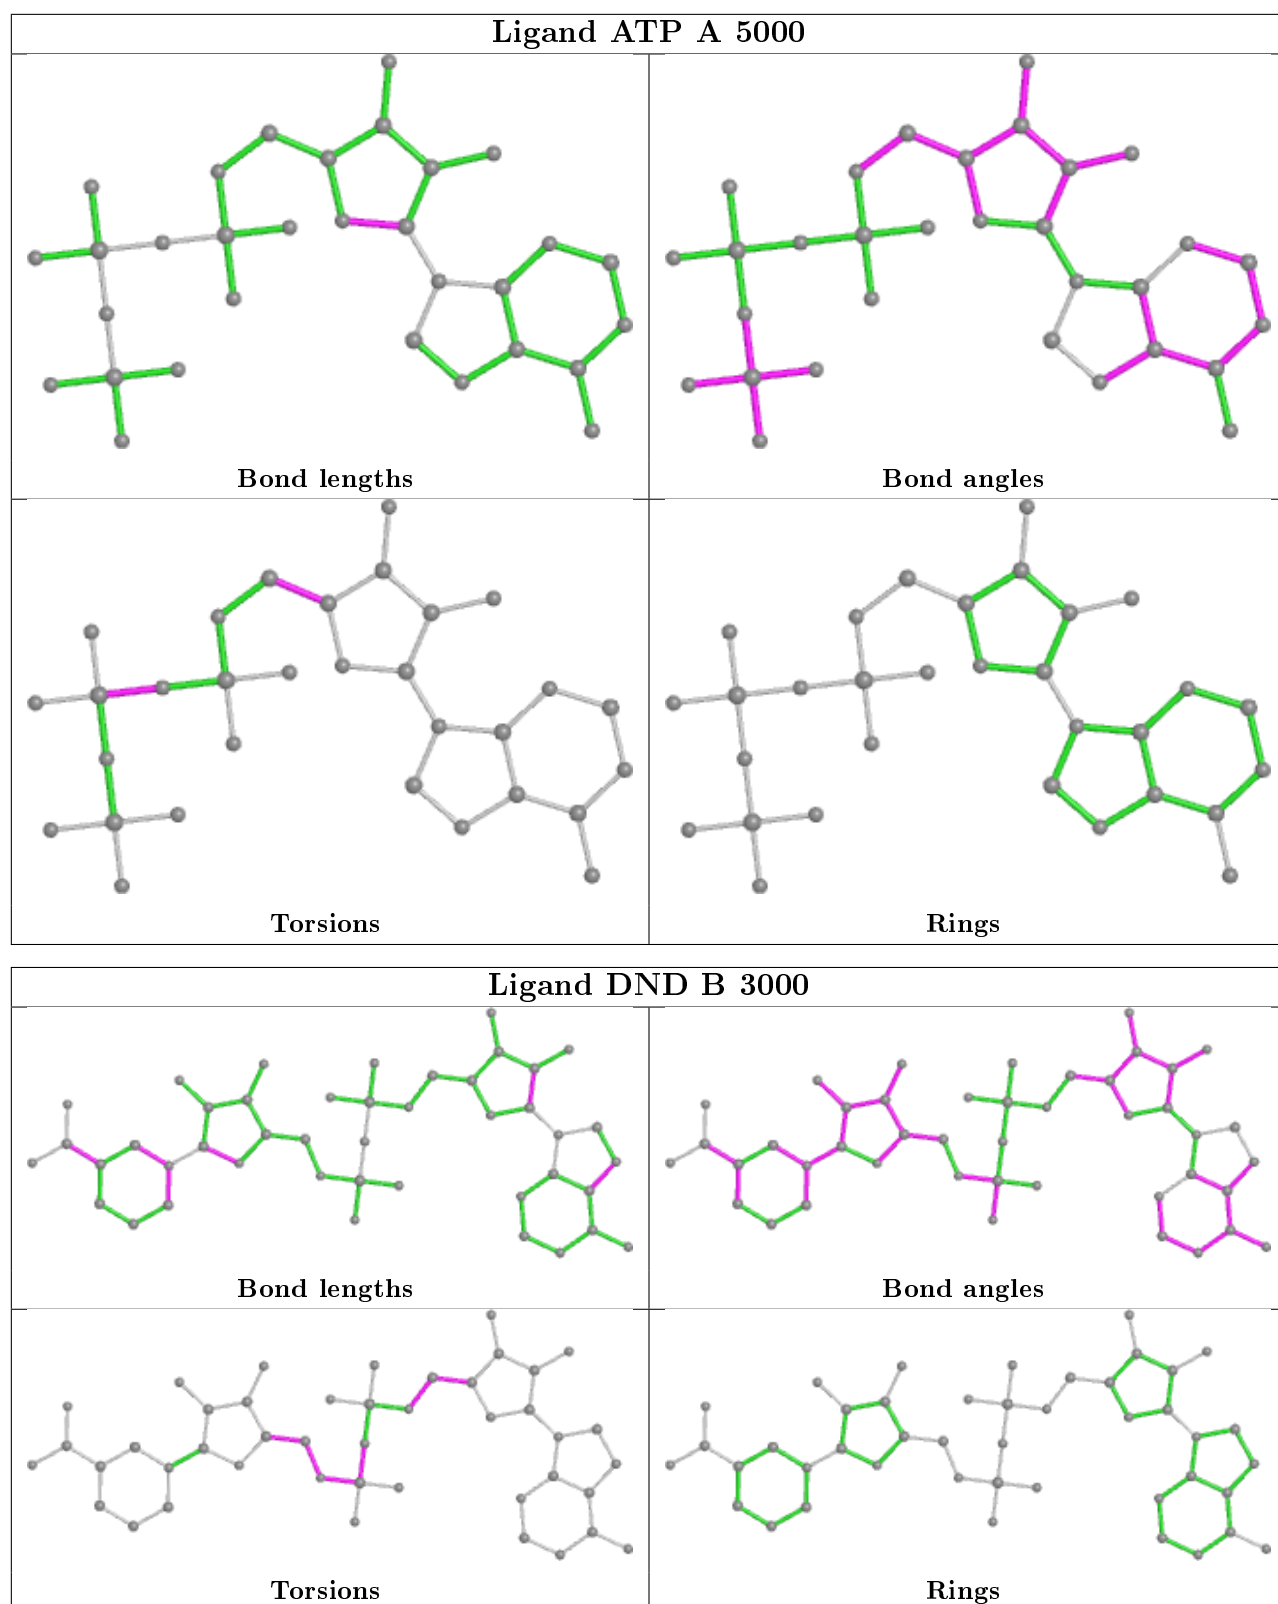 Ligand ATP A 5000
Bond lengths
Bond angles
Torsions
Rings
Ligand DND B 3000
Bond lengths
Bond angles
Torsions
Rings